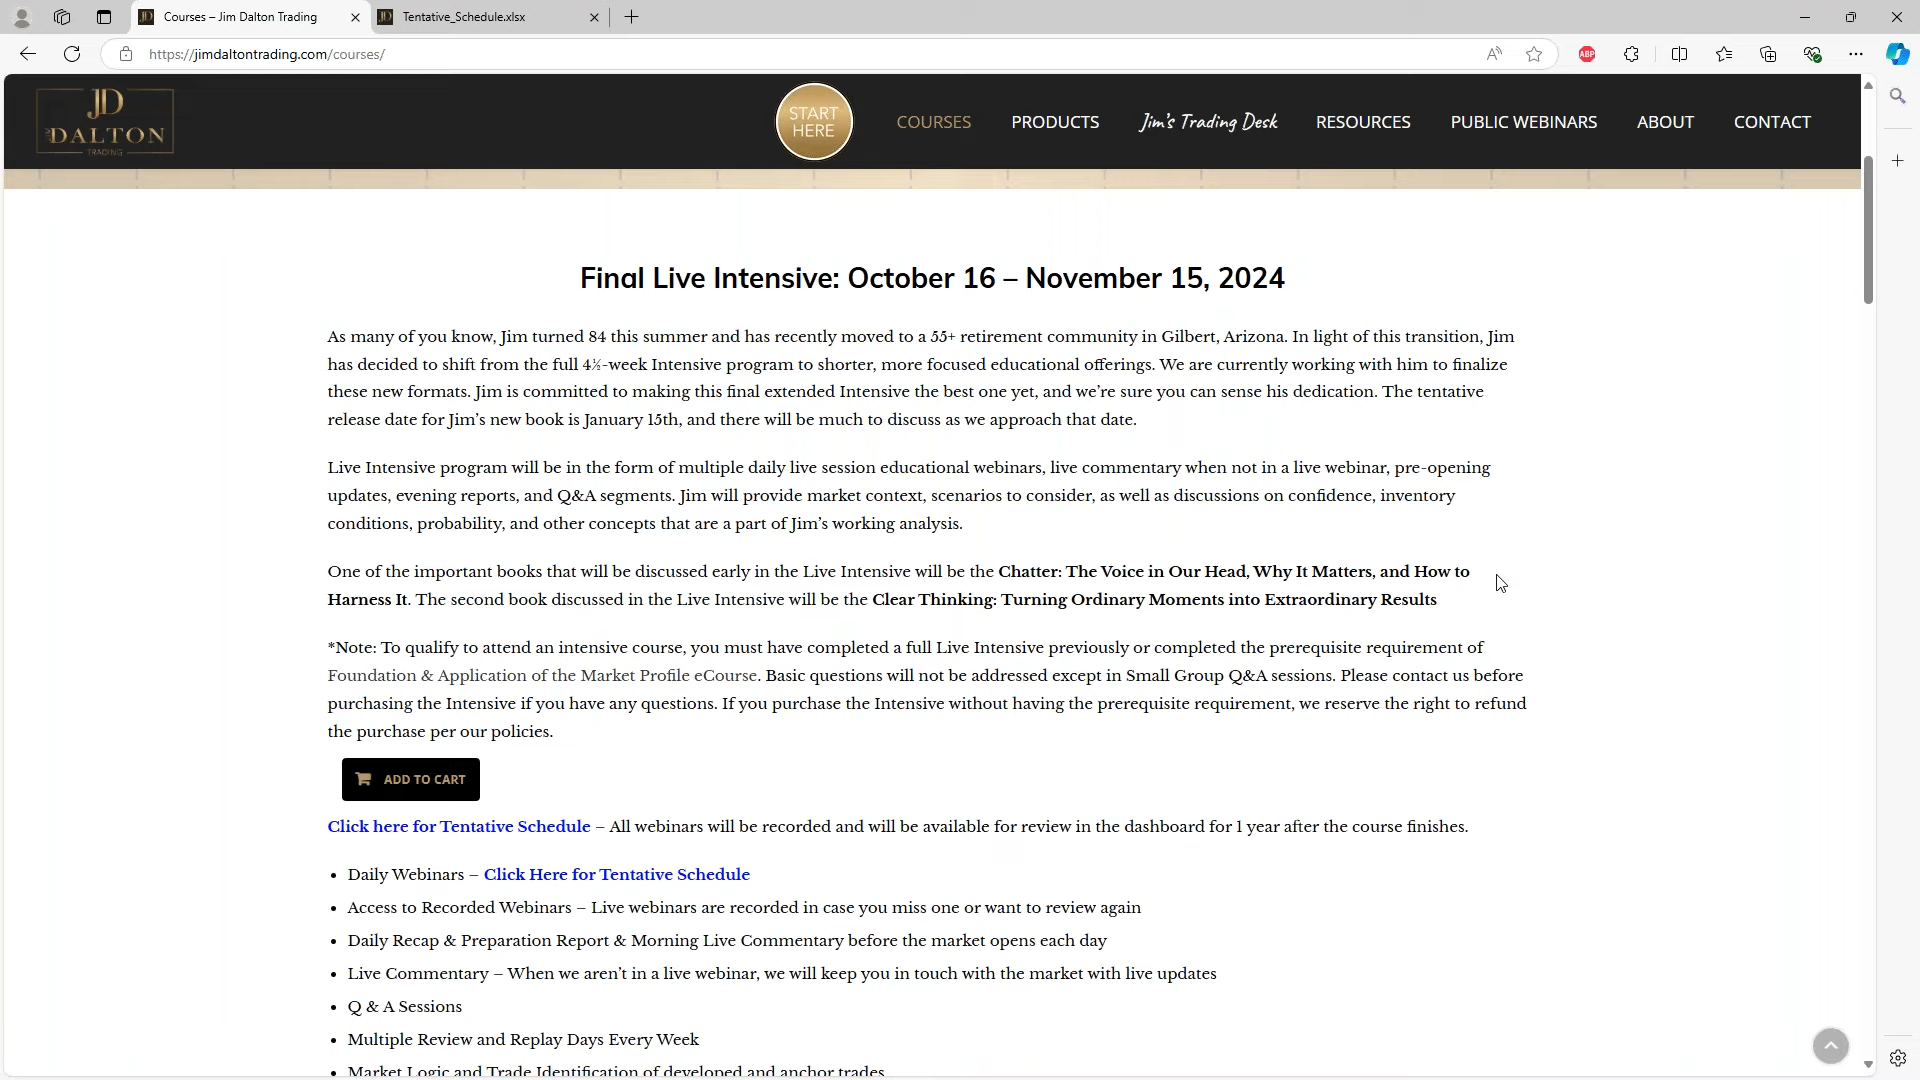 Courses – Jim Dalton Trading
Tentative_Schedule.xlsx
https://jimdaltontrading.com/courses/
ABP
JD
DALTON
TRADING
START
HERE
COURSES
PRODUCTS
Jim's Trading Desk
RESOURCES
PUBLIC WEBINARS
ABOUT
CONTACT
Final Live Intensive: October 16 – November 15, 2024
As many of you know, Jim turned 84 this summer and has recently moved to a 55+ retirement community in Gilbert, Arizona. In light of this transition, Jim
has decided to shift from the full 4½-week Intensive program to shorter, more focused educational offerings. We are currently working with him to finalize
these new formats. Jim is committed to making this final extended Intensive the best one yet, and we're sure you can sense his dedication. The tentative
release date for Jim's new book is January 15th, and there will be much to discuss as we approach that date.
Live Intensive program will be in the form of multiple daily live session educational webinars, live commentary when not in a live webinar, pre-opening
updates, evening reports, and Q&A segments. Jim will provide market context, scenarios to consider, as well as discussions on confidence, inventory
conditions, probability, and other concepts that are a part of Jim's working analysis.
One of the important books that will be discussed early in the Live Intensive will be the Chatter: The Voice in Our Head, Why It Matters, and How to
Harness It. The second book discussed in the Live Intensive will be the Clear Thinking: Turning Ordinary Moments into Extraordinary Results
*Note: To qualify to attend an intensive course, you must have completed a full Live Intensive previously or completed the prerequisite requirement of
Foundation & Application of the Market Profile eCourse. Basic questions will not be addressed except in Small Group Q&A sessions. Please contact us before
purchasing the Intensive if you have any questions. If you purchase the Intensive without having the prerequisite requirement, we reserve the right to refund
the purchase per our policies.
ADD TO CART
Click here for Tentative Schedule – All webinars will be recorded and will be available for review in the dashboard for 1 year after the course finishes.
• Daily Webinars – Click Here for Tentative Schedule
• Access to Recorded Webinars – Live webinars are recorded in case you miss one or want to review again
• Daily Recap & Preparation Report & Morning Live Commentary before the market opens each day
• Live Commentary – When we aren't in a live webinar, we will keep you in touch with the market with live updates
• Q & A Sessions
• Multiple Review and Replay Days Every Week
• Market Logic and Trade Identification of developed and anchor trades